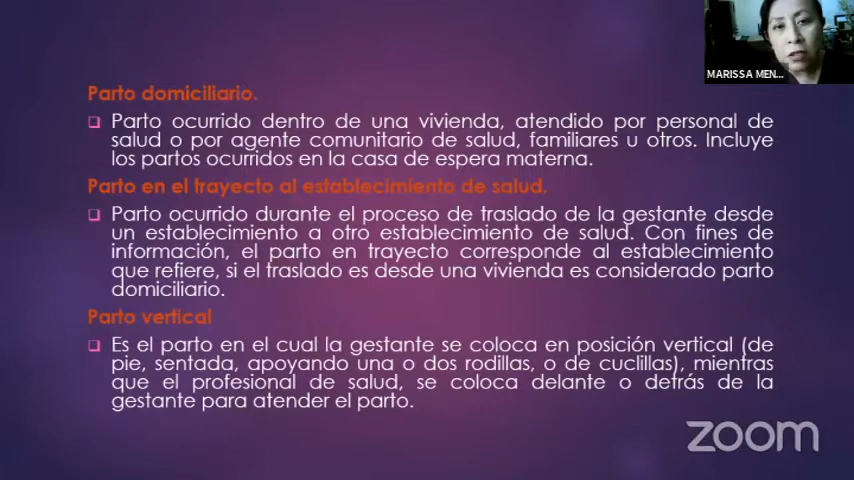 MARISSA MEN...
Parto domiciliario.
Parto ocurrido dentro de una vivienda, atendido por personal de
salud o por agente comunitario de salud, familiares u otros. Incluye
los partos ocurridos en la casa de espera materna.
Parto en el trayecto al establecimiento de salud.
Parto ocurrido durante el proceso de traslado de la gestante desde
un establecimiento a otro establecimiento de salud. Con fines de
información, el parto en trayecto corresponde al establecimiento
que refiere, si el traslado es desde una vivienda es considerado parto
domiciliario.
Parto vertical
Es el parto en el cual la gestante se coloca en posición vertical (de
pie, sentada, apoyando una o dos rodillas, o de cuclillas), mientras
que el profesional de salud, se coloca delante o detrás de la
gestante para atender el parto.
zoom